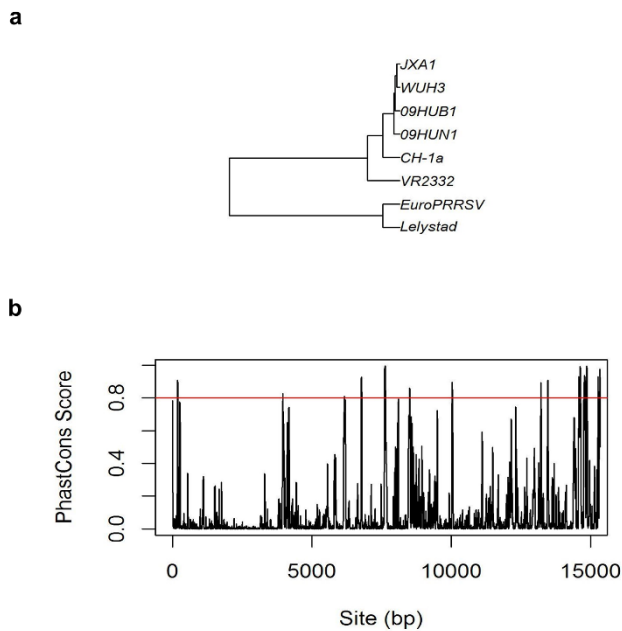 a
JXA1
WUH3
09HUB1
09HUN1
CH-1a
VR2332
EuroPRRSV
Lelystad
b
PhastCons Score
0.8
0.4
0.0
0 5000 10000 15000
Site (bp)